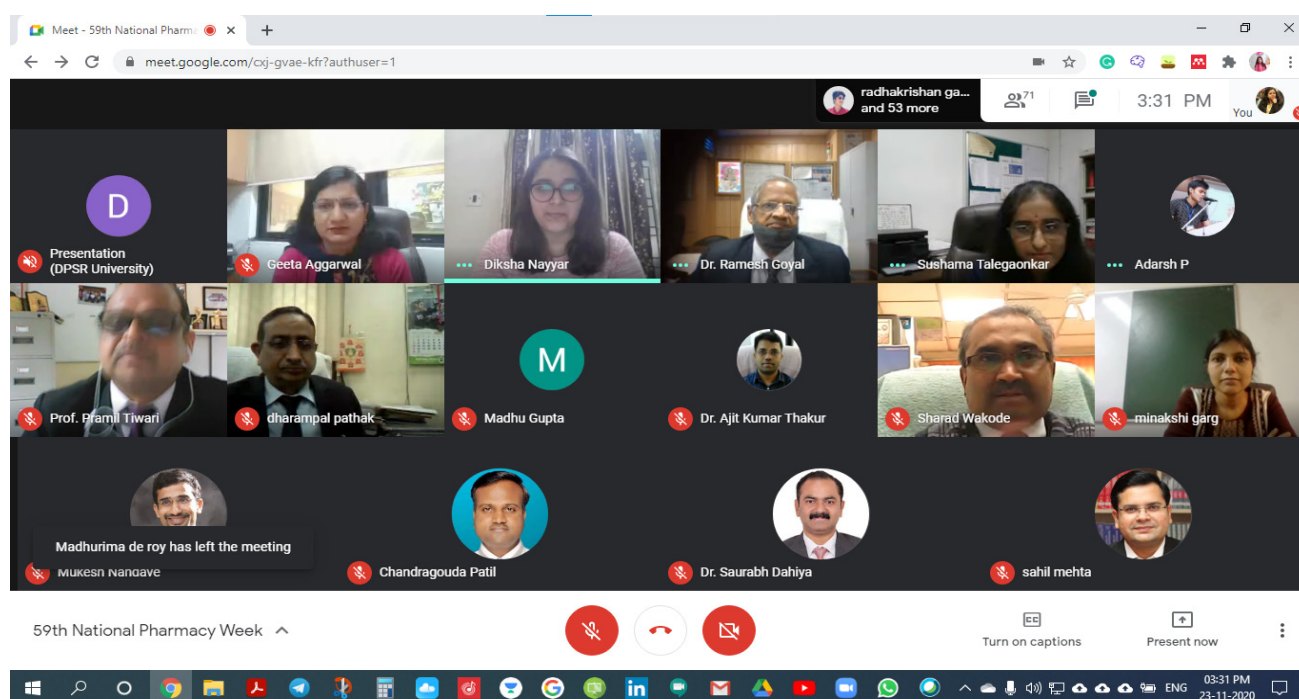 Meet - 59th National Pharm
meet.google.com/cxj-gvae-kfr?authuser=1
radhakrishan ga...
and 53 more
71
3:31 PM
You
D
Presentation
(DPSR University)
Geeta Aggarwal
Diksha Nayyar
Dr. Ramesh Goyal
Sushama Talegaonkar
Adarsh P
Prof. Pramil Tiwari
dharampal pathak
M
Madhu Gupta
Dr. Ajit Kumar Thakur
Sharad Wakode
minakshi garg
Madhurima de roy has left the meeting
Mukesh Nandave
Chandragouda Patil
Dr. Saurabh Dahiya
sahil mehta
59th National Pharmacy Week
CC
Turn on captions
Present now
in
ENG
03:31 PM
23-11-2020